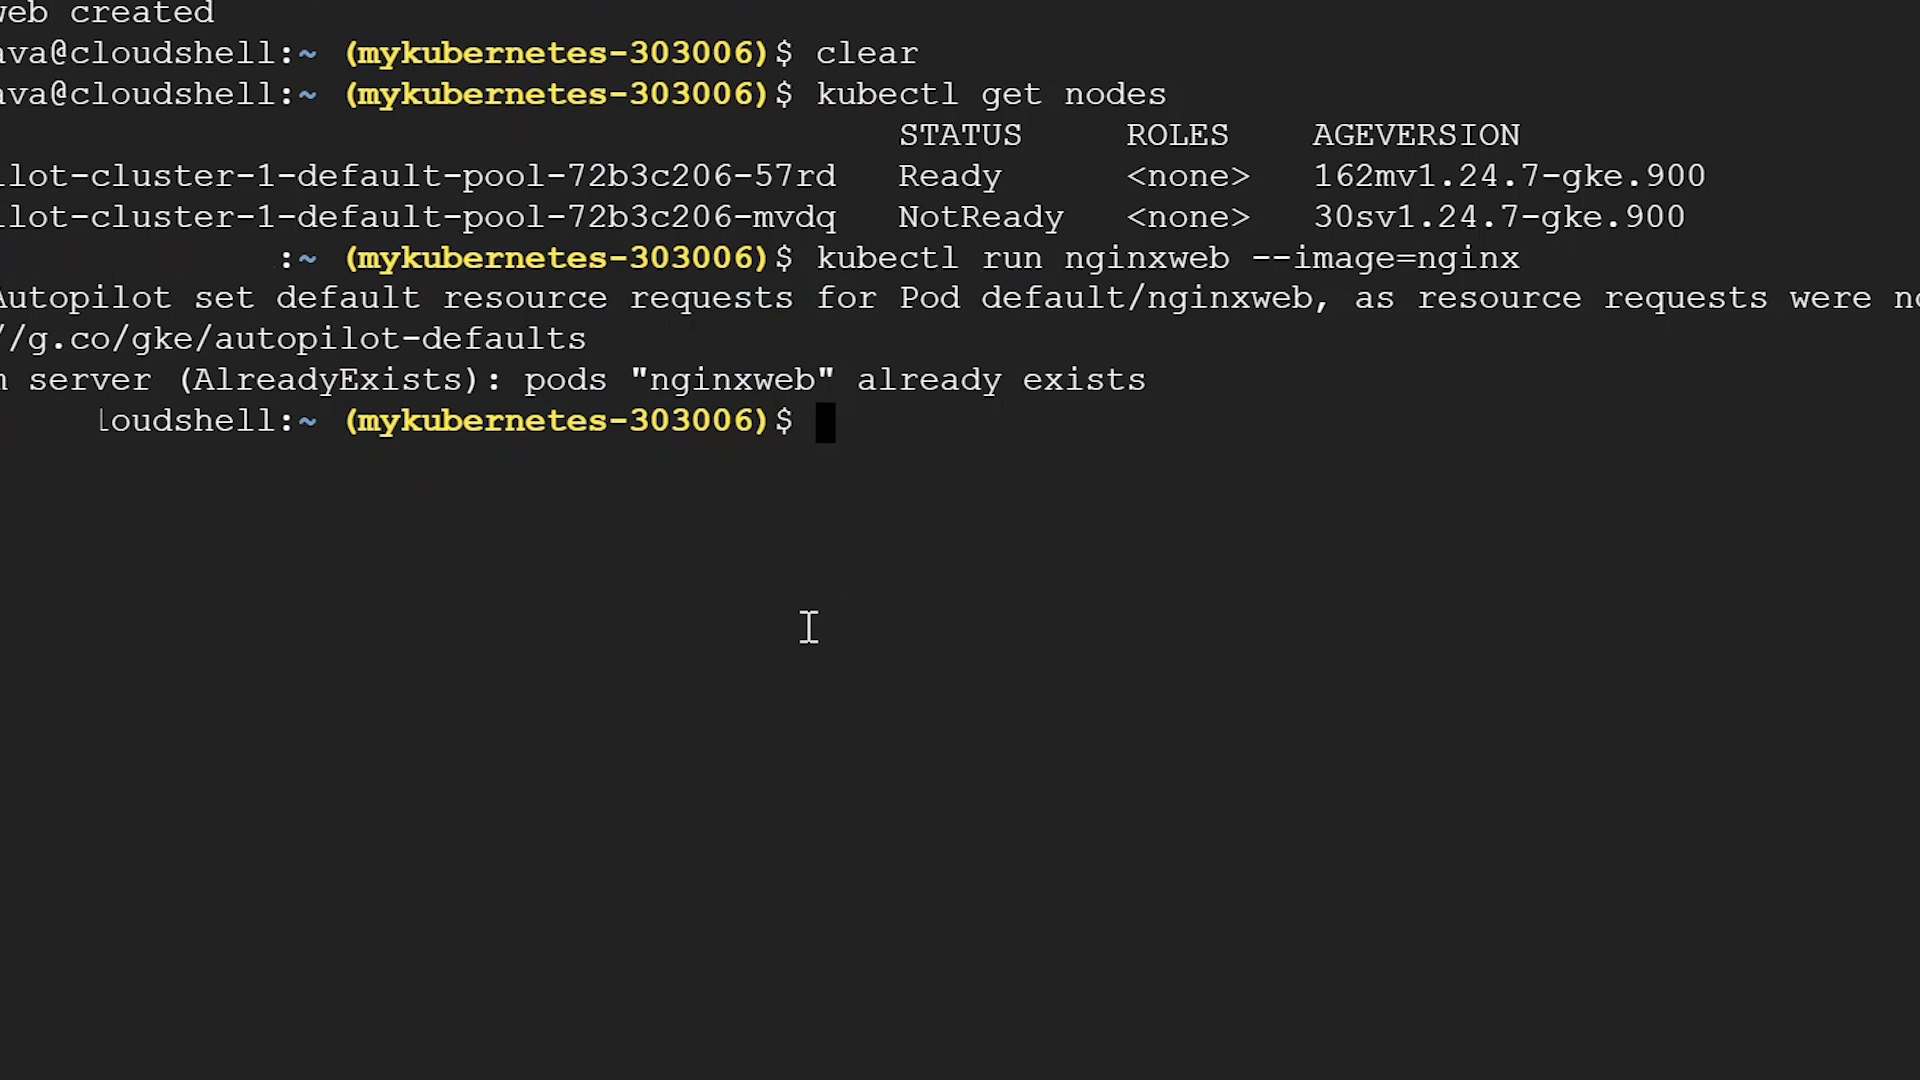 web created
ava@cloudshell:~ (mykubernetes-303006)$ clear
ava@cloudshell:~ (mykubernetes-303006)$ kubectl get nodes
STATUS ROLES AGEVERSION
lot-cluster-1-default-pool-72b3c206-57rd Ready <none> 162mv1.24.7-gke.900
lot-cluster-1-default-pool-72b3c206-mvdq NotReady <none> 30sv1.24.7-gke.900
:~ (mykubernetes-303006)$ kubectl run nginxweb --image=nginx
Autopilot set default resource requests for Pod default/nginxweb, as resource requests were
//g.co/gke/autopilot-defaults
server (AlreadyExists): pods "nginxweb" already exists
loudshell:~ (mykubernetes-303006)$